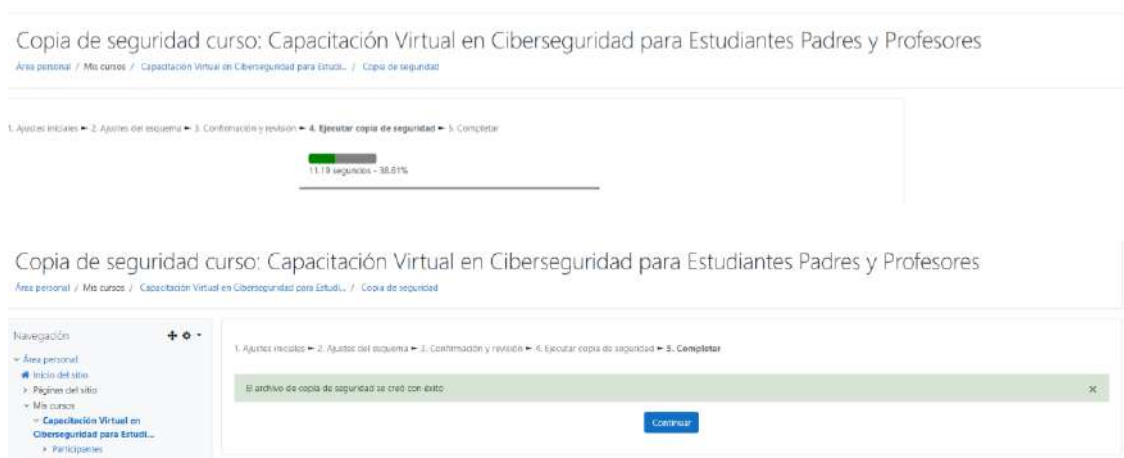 Copia de seguridad curso: Capacitación Virtual en Ciberseguridad para Estudiantes Padres y Profesores
Área personal / Mis cursos / Capacitación Virtual en Ciberseguridad para Estudi... / Copia de seguridad
1. Ajustes iniciales ► 2. Ajustes del esquema ► 3. Confirmación y revisión ► 4. Ejecutar copia de seguridad ► 5. Completar
11.19 segundos - 38.61%
Copia de seguridad curso: Capacitación Virtual en Ciberseguridad para Estudiantes Padres y Profesores
Área personal / Mis cursos / Capacitación Virtual en Ciberseguridad para Estudi... / Copia de seguridad
Navegación
Área personal
Inicio del sitio
Páginas del sitio
Mis cursos
Capacitación Virtual en
Ciberseguridad para Estudi...
Participantes
1. Ajustes iniciales ► 2. Ajustes del esquema ► 3. Confirmación y revisión ► 4. Ejecutar copia de seguridad ► 5. Completar
El archivo de copia de seguridad se creó con éxito
Continuar